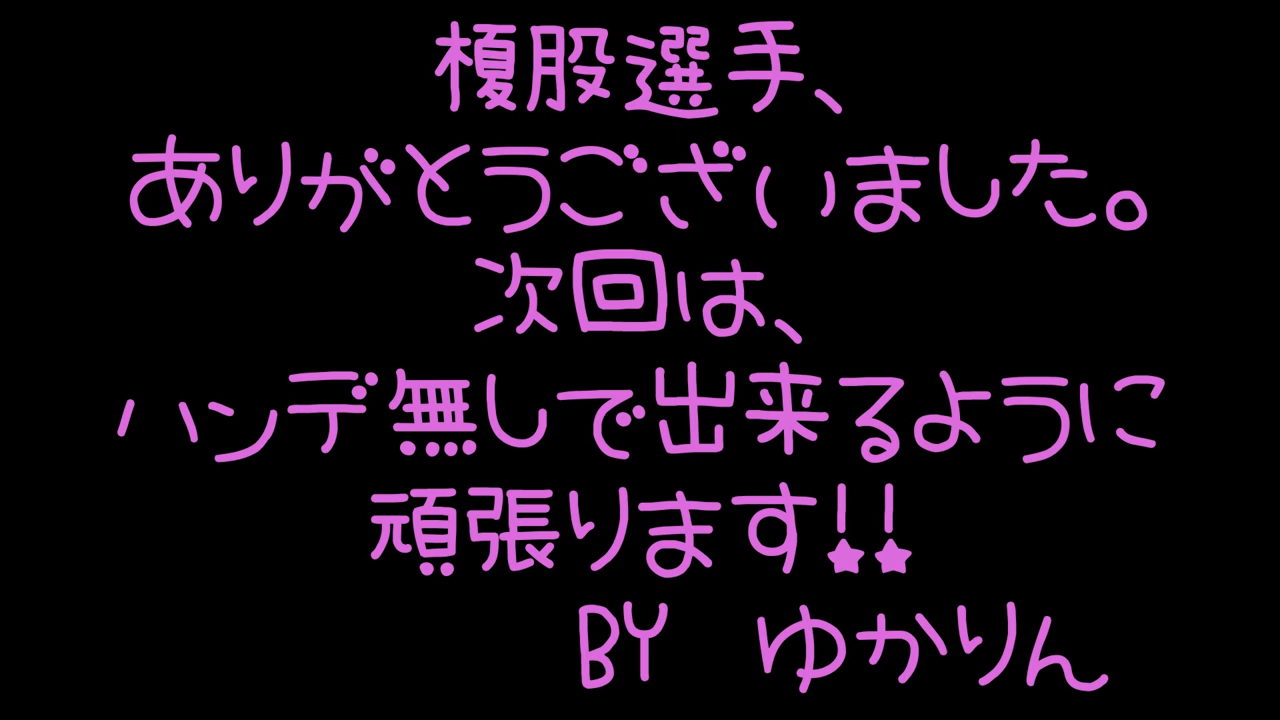 榎股選手、
ありがとうございました。
次回は、
ハンデ無しで出来るように
頑張ります!!
BY　ゆかりん